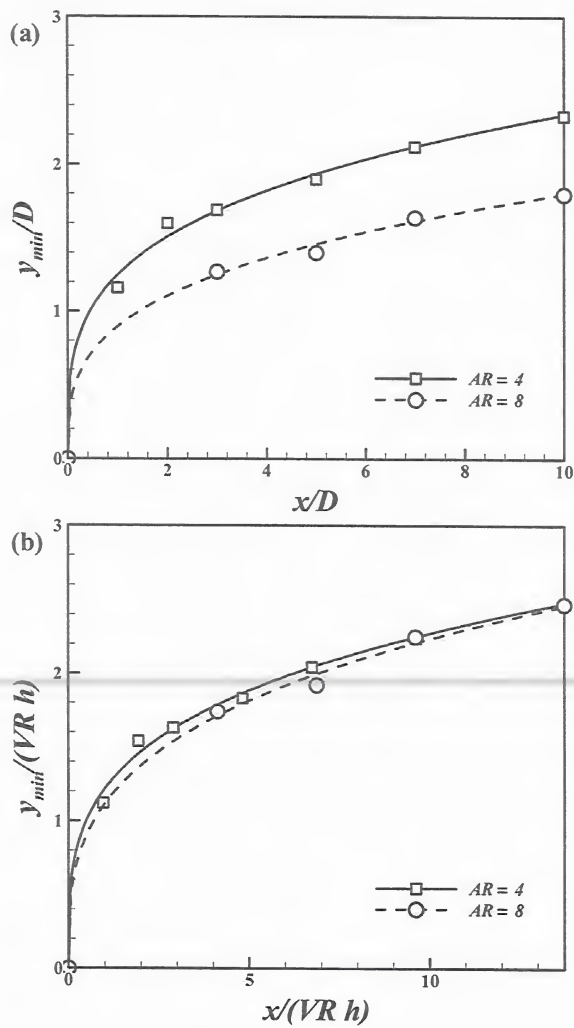 (a)
3
2
1
0
y_min/D
0
2
4
6
8
10
x/D
AR = 4
AR = 8
(b)
3
2
1
0
y_min/(VR h)
0
5
10
x/(VR h)
AR = 4
AR = 8